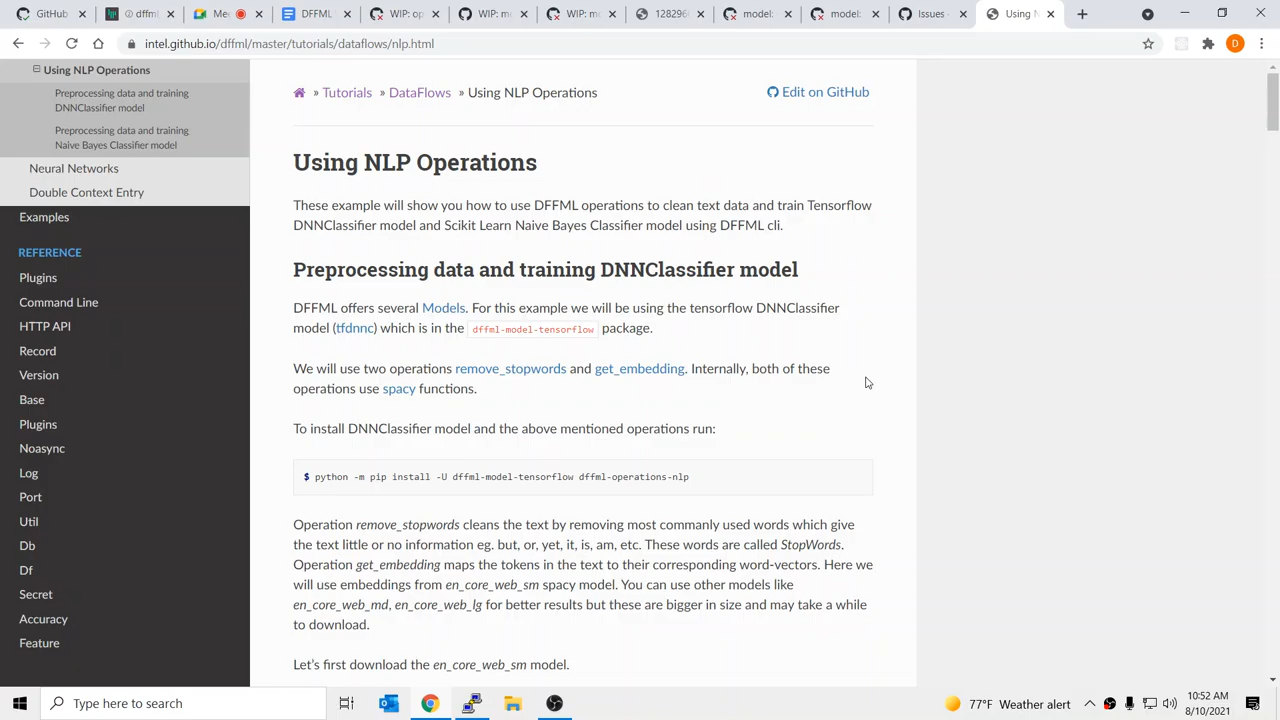 GitHub
dffml
Me
DFFML
WIP: op
WIP: m
WIP: m
128296
model:
model:
Issues
Using N
intel.github.io/dffml/master/tutorials/dataflows/nlp.html
D
Using NLP Operations
Preprocessing data and training
DNNClassifier model
Preprocessing data and training
Naive Bayes Classifier model
Neural Networks
Double Context Entry
Examples
REFERENCE
Plugins
Command Line
HTTP API
Record
Version
Base
Plugins
Noasync
Log
Port
Util
Db
Df
Secret
Accuracy
Feature
» Tutorials » DataFlows » Using NLP Operations
Edit on GitHub
Using NLP Operations
These example will show you how to use DFFML operations to clean text data and train Tensorflow
DNNClassifier model and Scikit Learn Naive Bayes Classifier model using DFFML cli.
Preprocessing data and training DNNClassifier model
DFFML offers several Models. For this example we will be using the tensorflow DNNClassifier
model (tfdnnc) which is in the dffml-model-tensorflow package.
We will use two operations remove_stopwords and get_embedding. Internally, both of these
operations use spacy functions.
To install DNNClassifier model and the above mentioned operations run:
$ python -m pip install -U dffml-model-tensorflow dffml-operations-nlp
Operation remove_stopwords cleans the text by removing most commanly used words which give
the text little or no information eg. but, or, yet, it, is, am, etc. These words are called StopWords.
Operation get_embedding maps the tokens in the text to their corresponding word-vectors. Here we
will use embeddings from en_core_web_sm spacy model. You can use other models like
en_core_web_md, en_core_web_lg for better results but these are bigger in size and may take a while
to download.
Let's first download the en_core_web_sm model.
Type here to search
77°F Weather alert
10:52 AM
8/10/2021